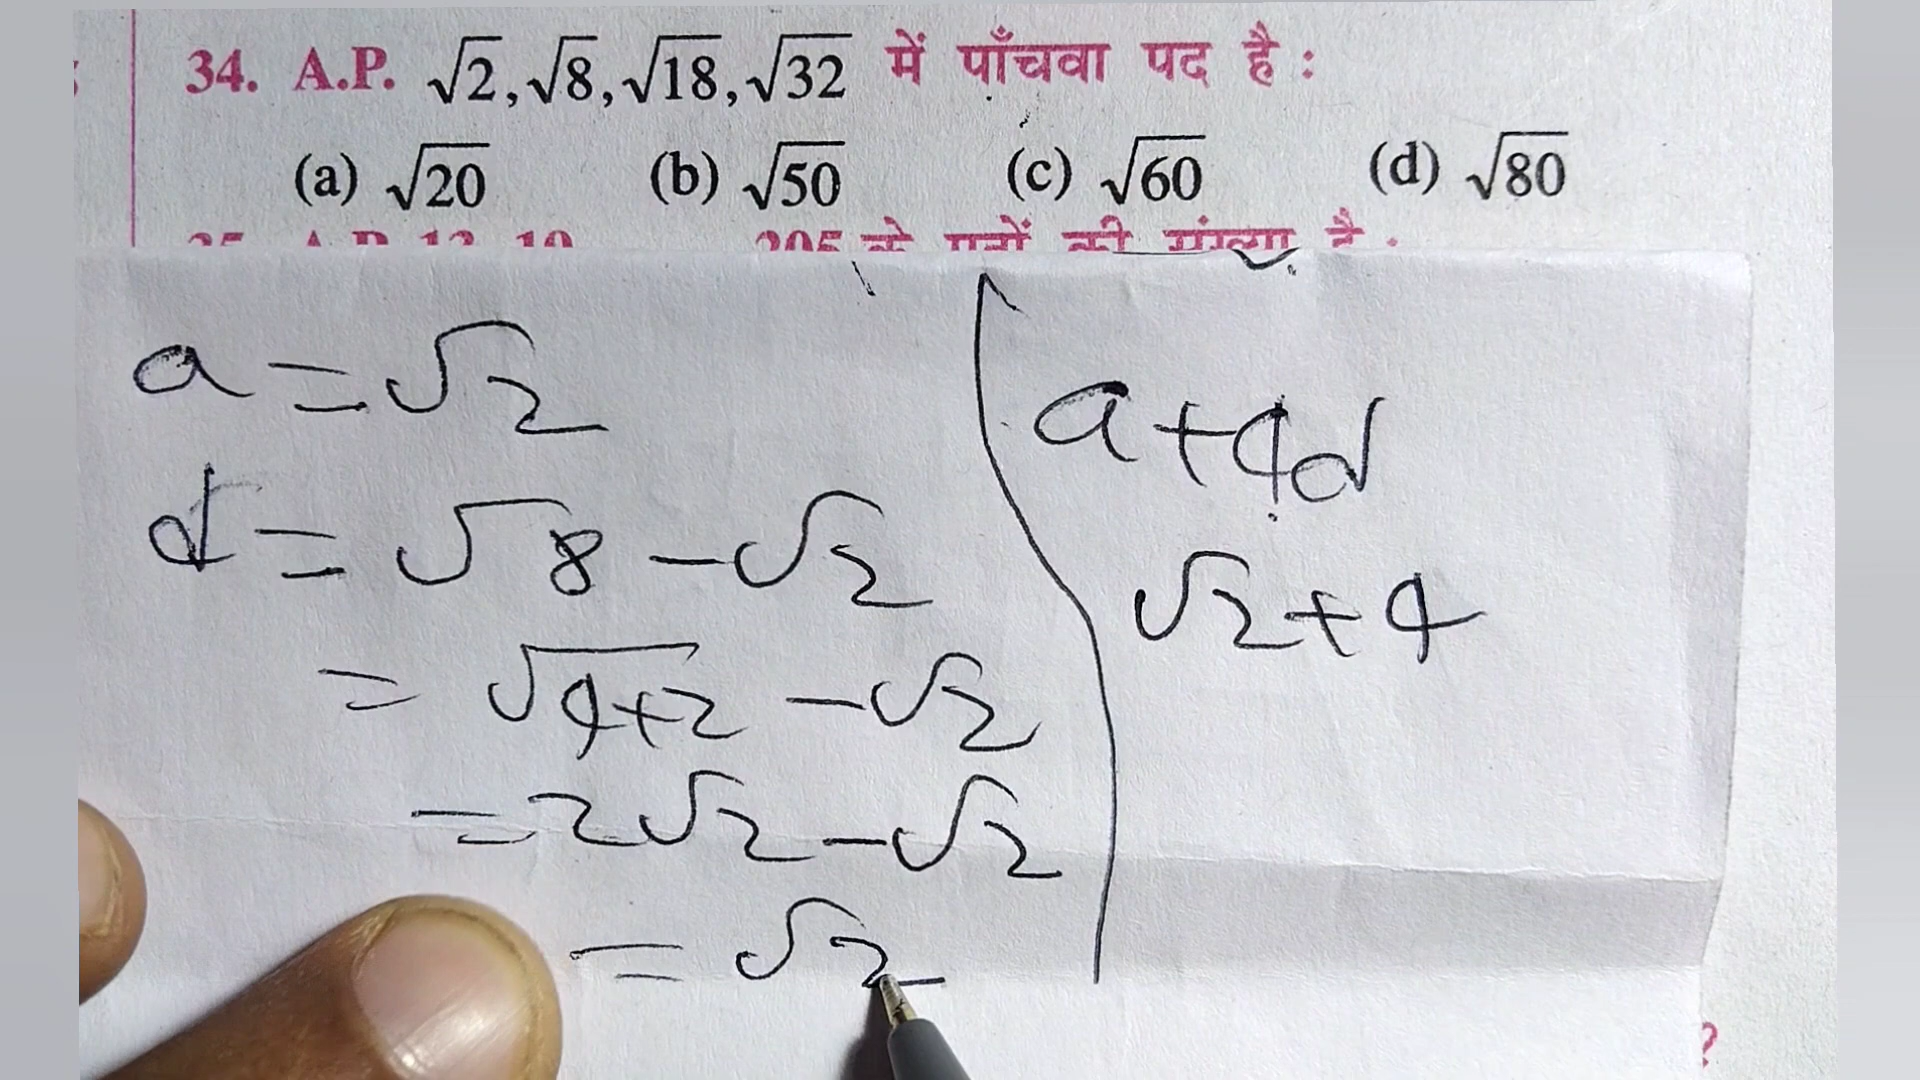 34. A.P. √2, √8, √18, √32 में पाँचवा पद है :
(a) √20 (b) √50 (c) √60 (d) √80
a = √2
d = √8 - √2
= √4+2 - √2
= 2√2 - √2
= √2
a+4d
√2+4
?